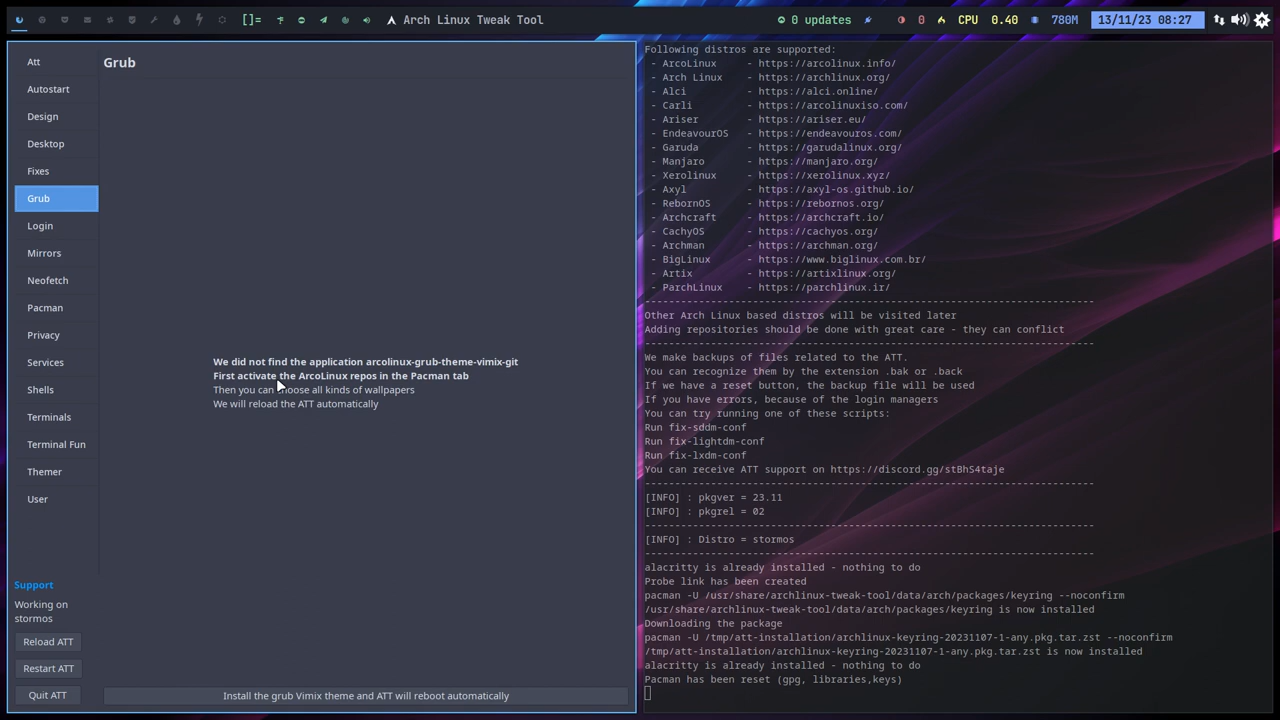 []=
Arch Linux Tweak Tool
0 updates
0
CPU 0.40
780M
13/11/23 08:27
Att
Autostart
Design
Desktop
Fixes
Grub
Login
Mirrors
Neofetch
Pacman
Privacy
Services
Shells
Terminals
Terminal Fun
Themer
User
Support
Working on
stormos
Reload ATT
Restart ATT
Quit ATT
Grub
We did not find the application arcolinux-grub-theme-vimix-git
First activate the ArcoLinux repos in the Pacman tab
Then you can choose all kinds of wallpapers
We will reload the ATT automatically
Install the grub Vimix theme and ATT will reboot automatically
Following distros are supported:
- ArcoLinux - https://arcolinux.info/
- Arch Linux - https://archlinux.org/
- Alci - https://alci.online/
- Carli - https://arcolinuxiso.com/
- Ariser - https://ariser.eu/
- EndeavourOS - https://endeavouros.com/
- Garuda - https://garudalinux.org/
- Manjaro - https://manjaro.org/
- Xerolinux - https://xerolinux.xyz/
- Axyl - https://axyl-os.github.io/
- RebornOS - https://rebornos.org/
- Archcraft - https://archcraft.io/
- CachyOS - https://cachyos.org/
- Archman - https://archman.org/
- BigLinux - https://www.biglinux.com.br/
- Artix - https://artixlinux.org/
- ParchLinux - https://parchlinux.ir/
---------------------------------------------------------------------------
Other Arch Linux based distros will be visited later
Adding repositories should be done with great care - they can conflict
---------------------------------------------------------------------------
We make backups of files related to the ATT.
You can recognize them by the extension .bak or .back
If we have a reset button, the backup file will be used
If you have errors, because of the login managers
You can try running one of these scripts:
Run fix-sddm-conf
Run fix-lightdm-conf
Run fix-lxdm-conf
You can receive ATT support on https://discord.gg/stBhS4taje
---------------------------------------------------------------------------
[INFO] : pkgver = 23.11
[INFO] : pkgrel = 02
---------------------------------------------------------------------------
[INFO] : Distro = stormos
---------------------------------------------------------------------------
alacritty is already installed - nothing to do
Probe link has been created
pacman -U /usr/share/archlinux-tweak-tool/data/arch/packages/keyring --noconfirm
/usr/share/archlinux-tweak-tool/data/arch/packages/keyring is now installed
Downloading the package
pacman -U /tmp/att-installation/archlinux-keyring-20231107-1-any.pkg.tar.zst --noconfirm
/tmp/att-installation/archlinux-keyring-20231107-1-any.pkg.tar.zst is now installed
alacritty is already installed - nothing to do
Pacman has been reset (gpg, libraries,keys)